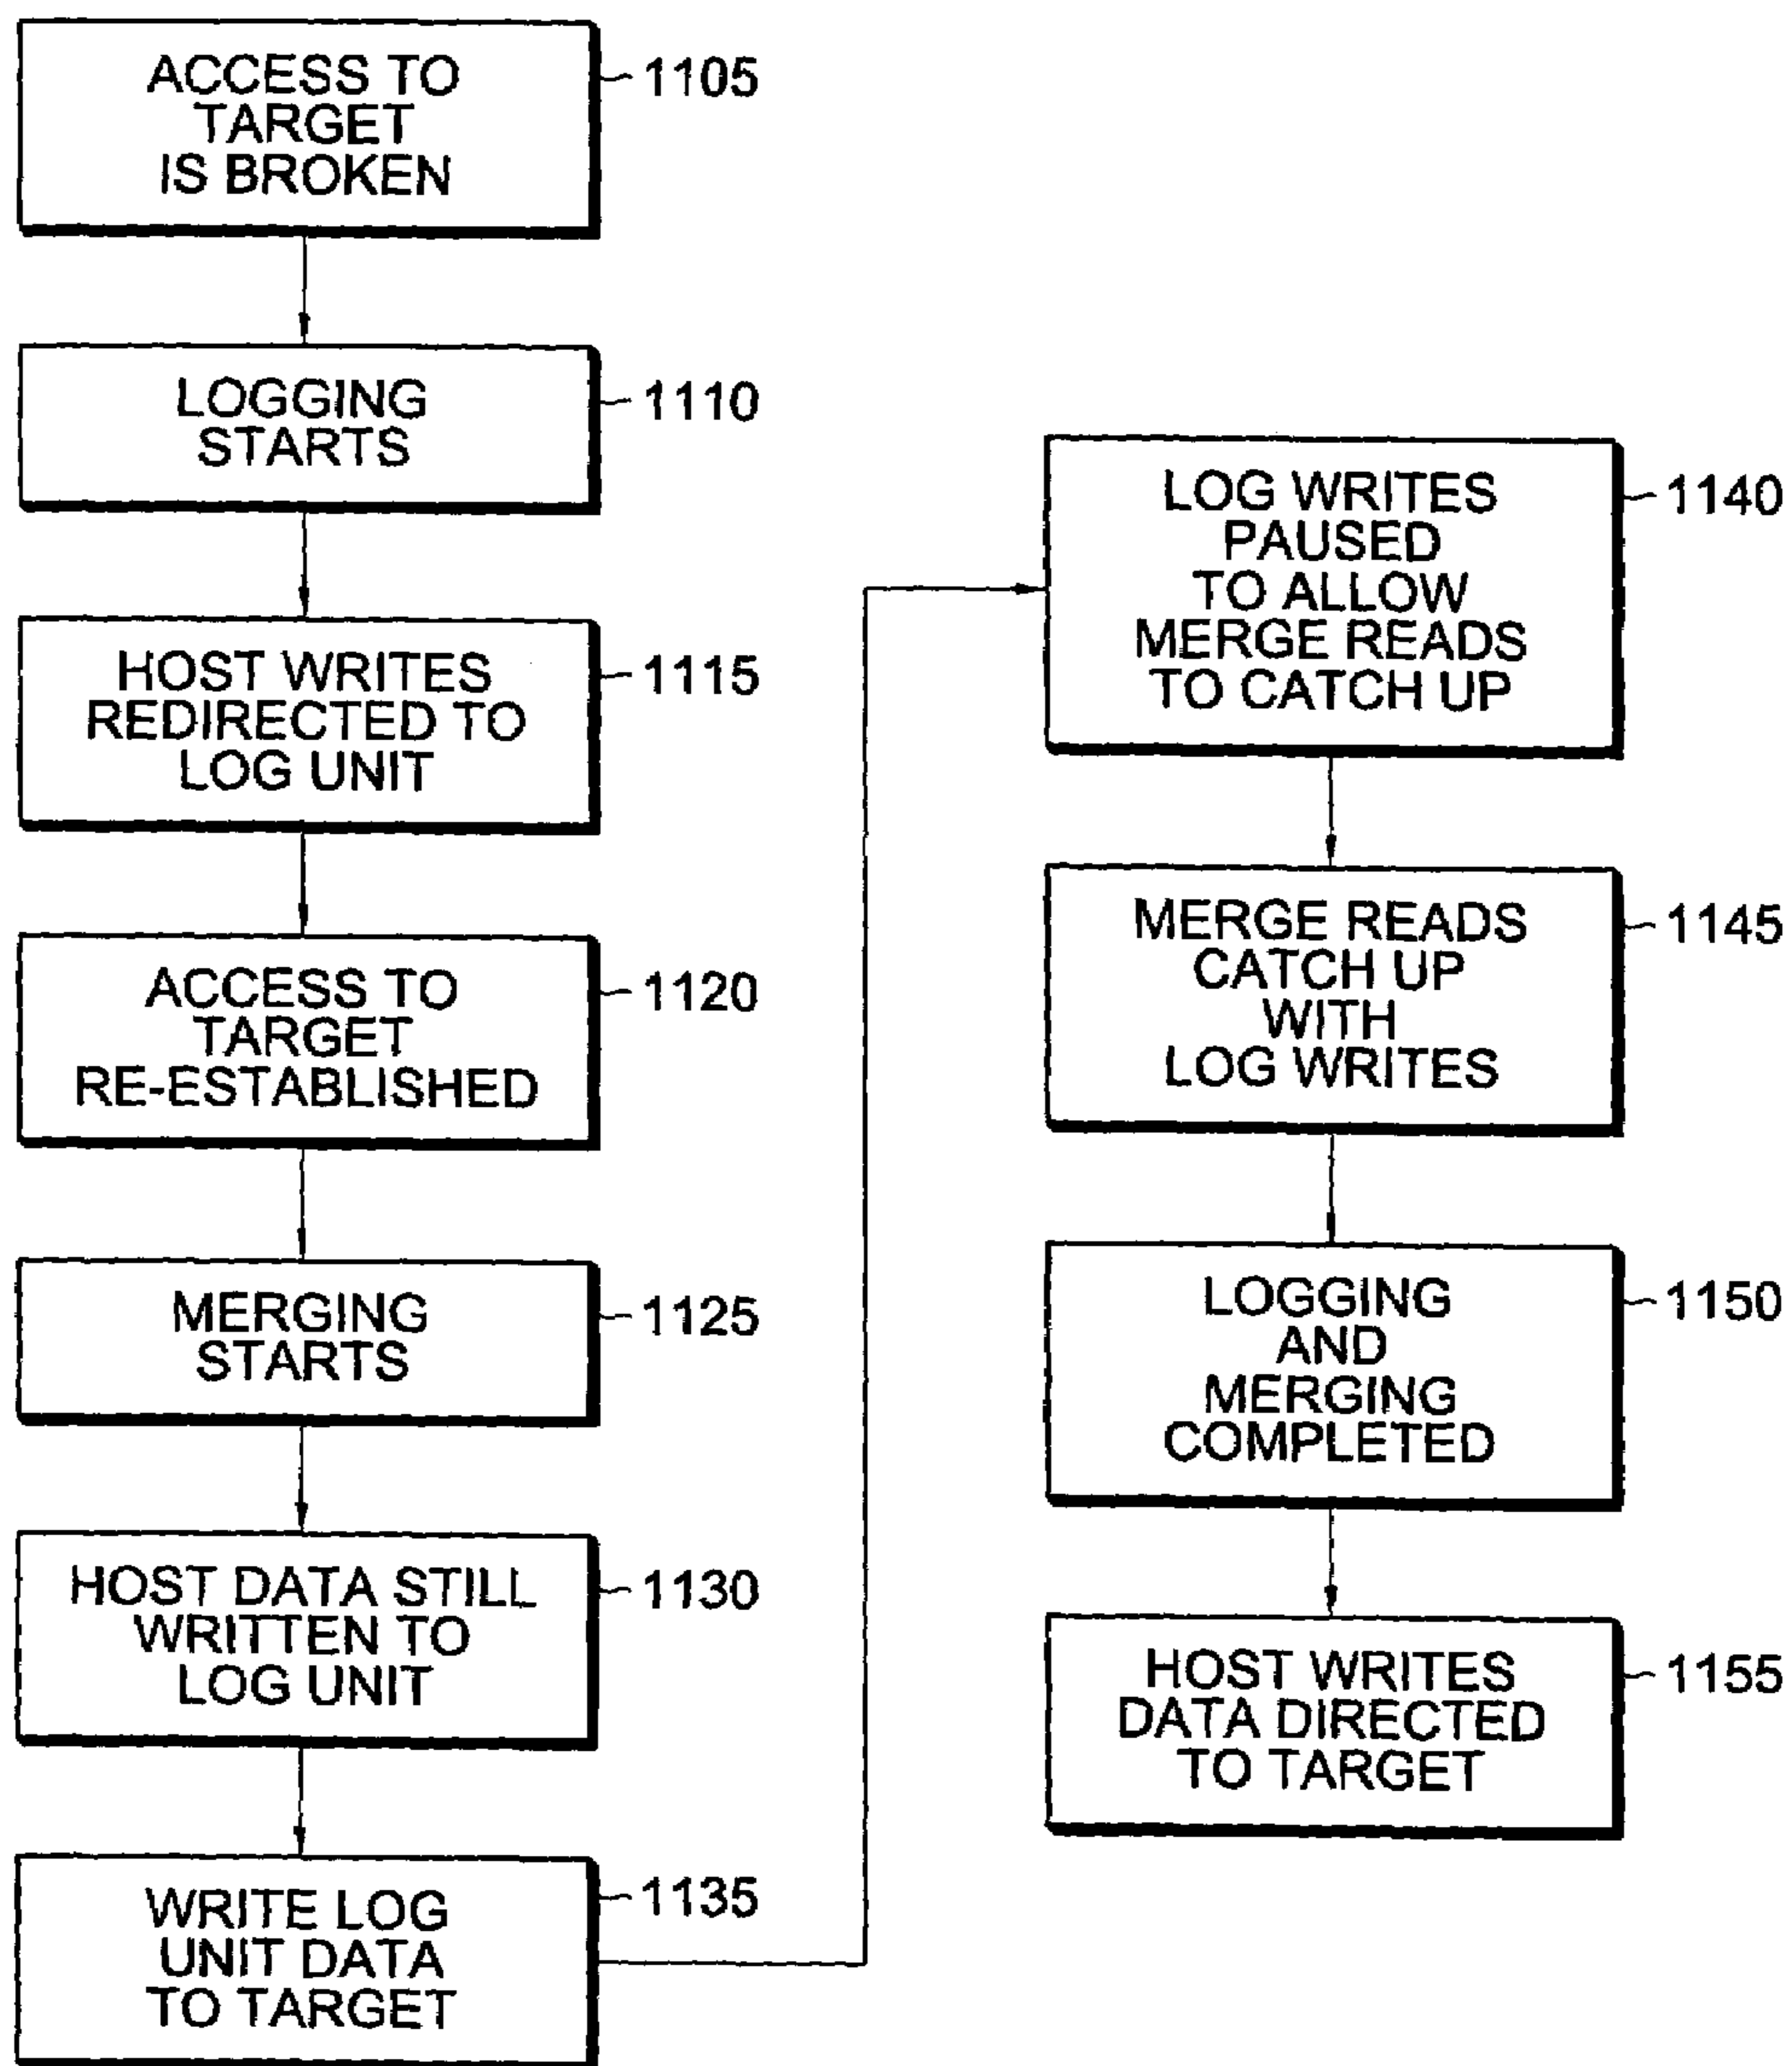 ACCESS TO
TARGET
IS BROKEN
1105
LOGGING
STARTS
1110
HOST WRITES
REDIRECTED TO
LOG UNIT
1115
ACCESS TO
TARGET
RE-ESTABLISHED
1120
MERGING
STARTS
1125
HOST DATA STILL
WRITTEN TO
LOG UNIT
1130
WRITE LOG
UNIT DATA
TO TARGET
1135
LOG WRITES
PAUSED
TO ALLOW
MERGE READS
TO CATCH UP
1140
MERGE READS
CATCH UP
WITH
LOG WRITES
1145
LOGGING
AND
MERGING
COMPLETED
1150
HOST WRITES
DATA DIRECTED
TO TARGET
1155